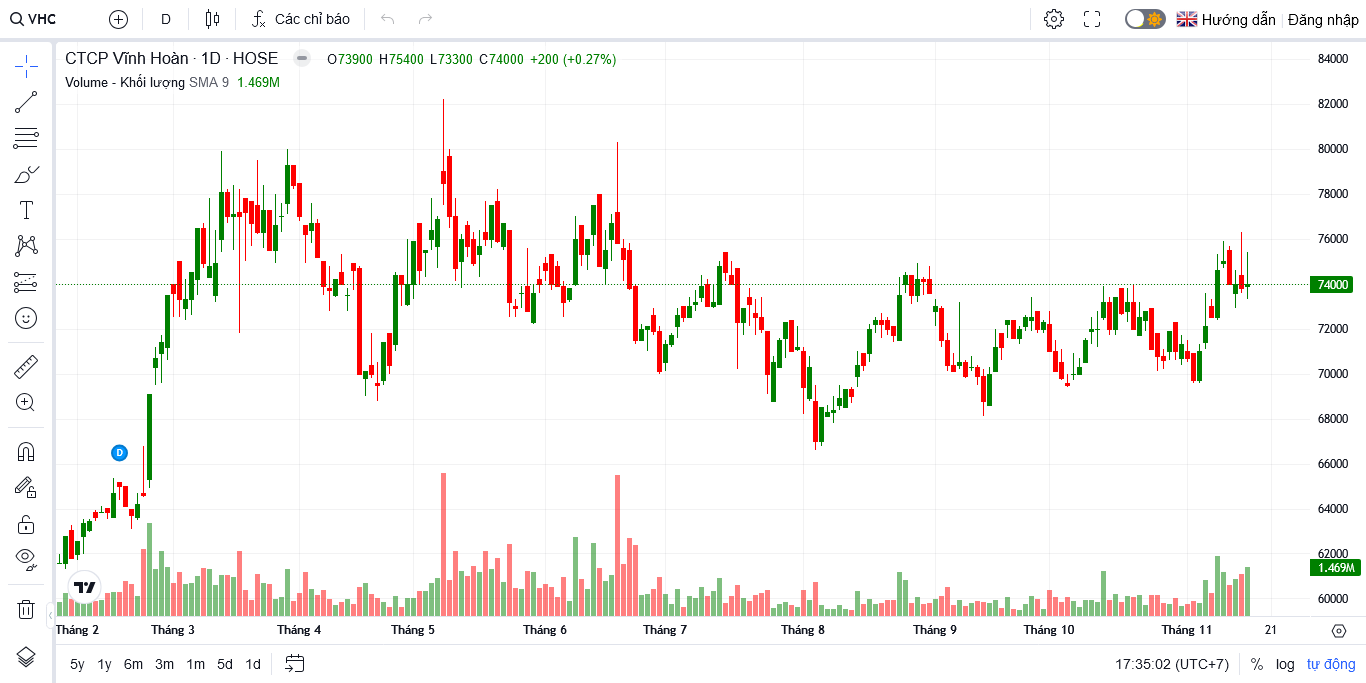 VHC D Các chỉ báo Hướng dẫn Đăng nhập
CTCP Vĩnh Hoàn · 1D · HOSE O73900 H75400 L73300 C74000 +200 (+0.27%)
Volume - Khối lượng SMA 9 1.469M
84000
82000
80000
78000
76000
74000
72000
70000
68000
D
66000
64000
62000
1.469M
60000
Tháng 2 Tháng 3 Tháng 4 Tháng 5 Tháng 6 Tháng 7 Tháng 8 Tháng 9 Tháng 10 Tháng 11 21
5y 1y 6m 3m 1m 5d 1d 17:35:02 (UTC+7) % log tự động